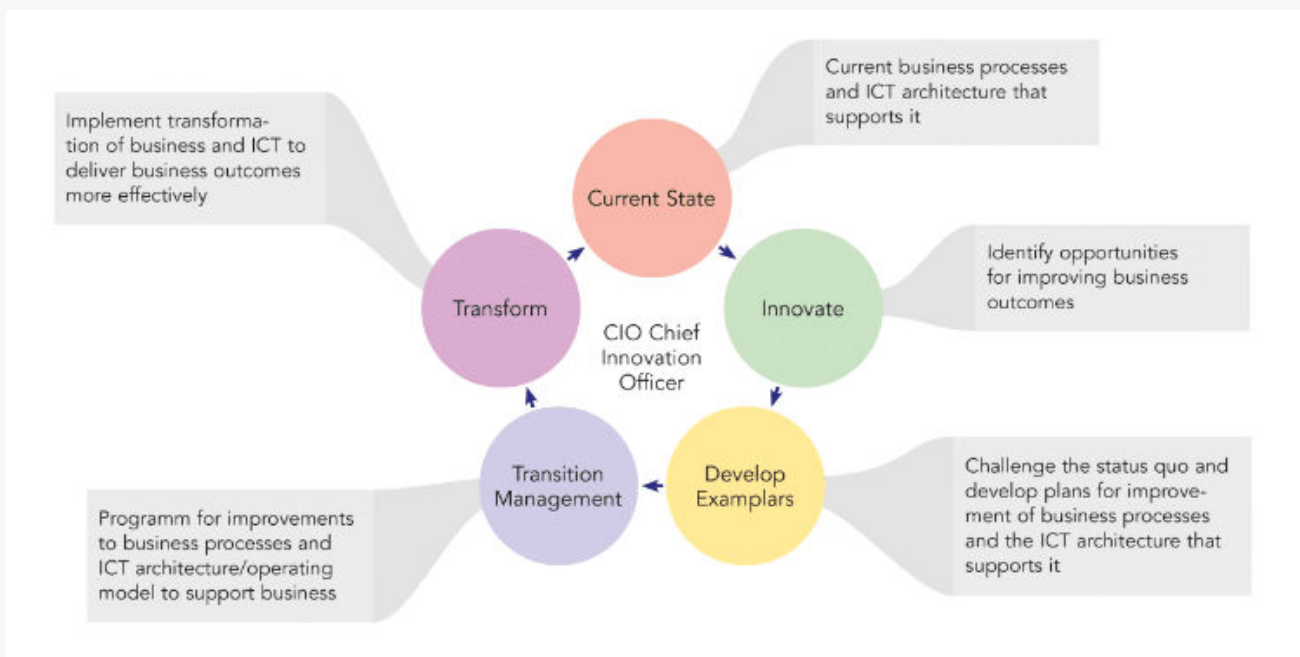 Current business processes
and ICT architecture that
supports it
Implement transforma-
tion of business and ICT to
deliver business outcomes
more effectively
Current State
Identify opportunities
for improving business
outcomes
Transform
Innovate
CIO Chief
Innovation
Officer
Challenge the status quo and
develop plans for improve-
ment of business processes
and the ICT architecture that
supports it
Transition
Management
Develop
Examplars
Programm for improvements
to business processes and
ICT architecture/operating
model to support business